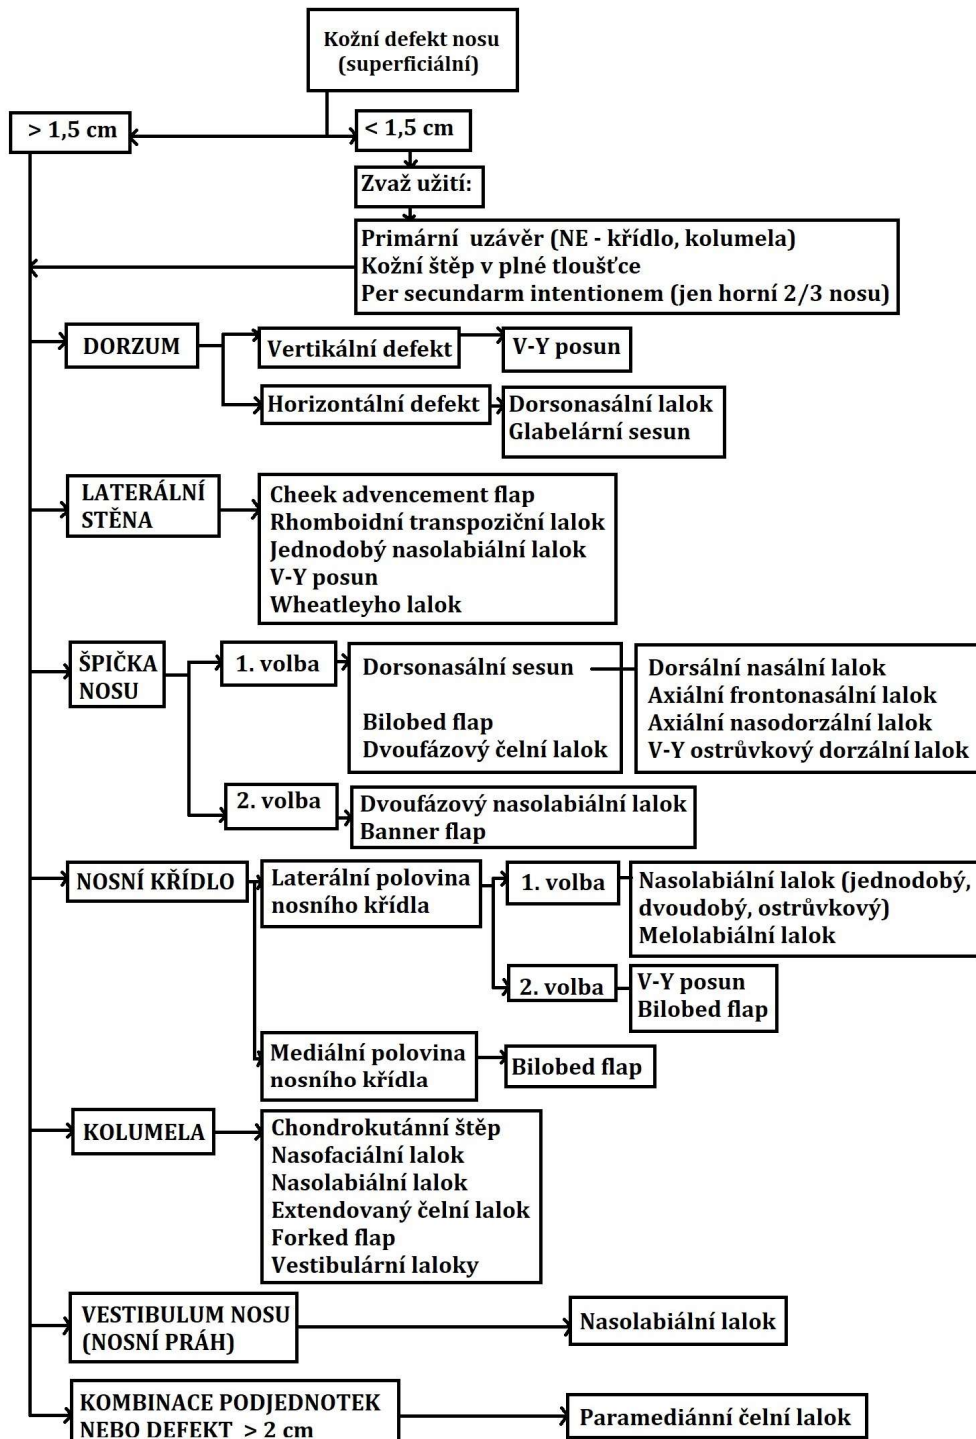 Kožní defekt nosu
(superficiální)
> 1,5 cm
< 1,5 cm
Zvaž užití:
Primární uzávěr (NE - křídlo, kolumela)
Kožní štěp v plné tloušťce
Per secundarm intentionem (jen horní 2/3 nosu)
DORZUM
Vertikální defekt
V-Y posun
Horizontální defekt
Dorsonasální lalok
Glabelární sesun
LATERÁLNÍ
STĚNA
Cheek advencement flap
Rhomboidní transpoziční lalok
Jednodobý nasolabiální lalok
V-Y posun
Wheatleyho lalok
ŠPIČKA
NOSU
1. volba
Dorsonasální sesun
Bilobed flap
Dvoufázový čelní lalok
Dorsální nasální lalok
Axiální frontonasální lalok
Axiální nasodorzální lalok
V-Y ostrůvkový dorzální lalok
2. volba
Dvoufázový nasolabiální lalok
Banner flap
NOSNÍ KŘÍDLO
Laterální polovina
nosního křídla
1. volba
Nasolabiální lalok (jednodobý,
dvoudobý, ostrůvkový)
Melolabiální lalok
2. volba
V-Y posun
Bilobed flap
Mediální polovina
nosního křídla
Bilobed flap
KOLUMELA
Chondrokutánní štěp
Nasofaciální lalok
Nasolabiální lalok
Extendovaný čelní lalok
Forked flap
Vestibulární laloky
VESTIBULUM NOSU
(NOSNÍ PRÁH)
Nasolabiální lalok
KOMBINACE PODJEDNOTEK
NEBO DEFEKT > 2 cm
Paramediánní čelní lalok